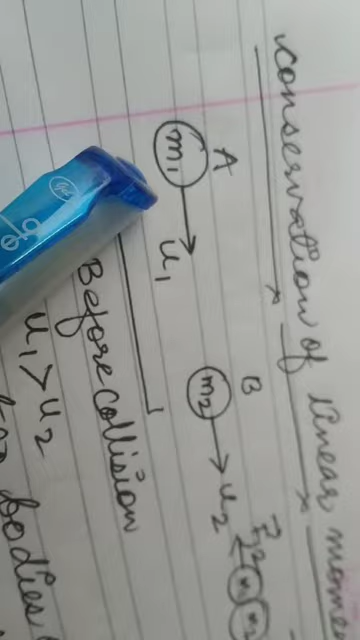 conservation of linear mome
A
B
m₁
u₁
m₂
u₂
Before collision
u₁ > u₂
bodies